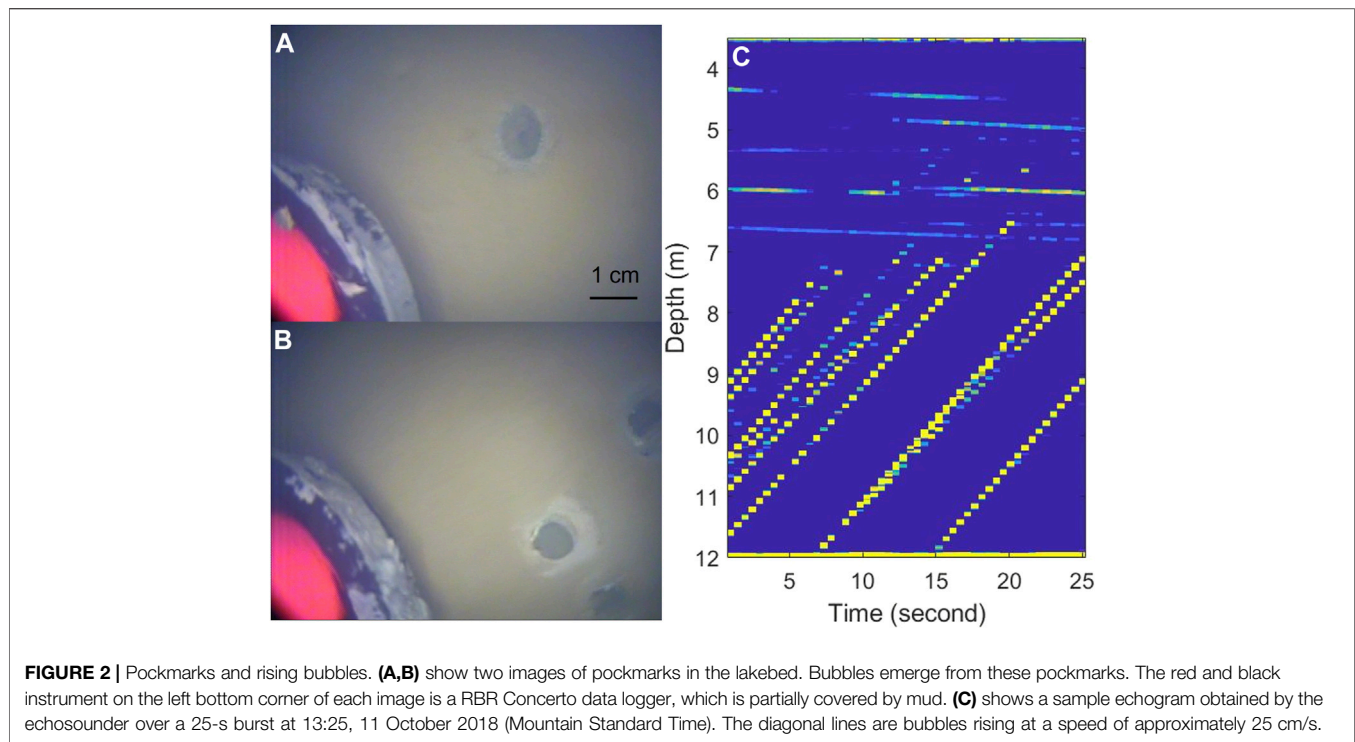 A
1 cm
B
C
4
5
6
7
8
9
10
11
12
Depth (m)
5
10
15
20
25
Time (second)
FIGURE 2 | Pockmarks and rising bubbles. (A,B) show two images of pockmarks in the lakebed. Bubbles emerge from these pockmarks. The red and black
instrument on the left bottom corner of each image is a RBR Concerto data logger, which is partially covered by mud. (C) shows a sample echogram obtained by the
echosounder over a 25-s burst at 13:25, 11 October 2018 (Mountain Standard Time). The diagonal lines are bubbles rising at a speed of approximately 25 cm/s.